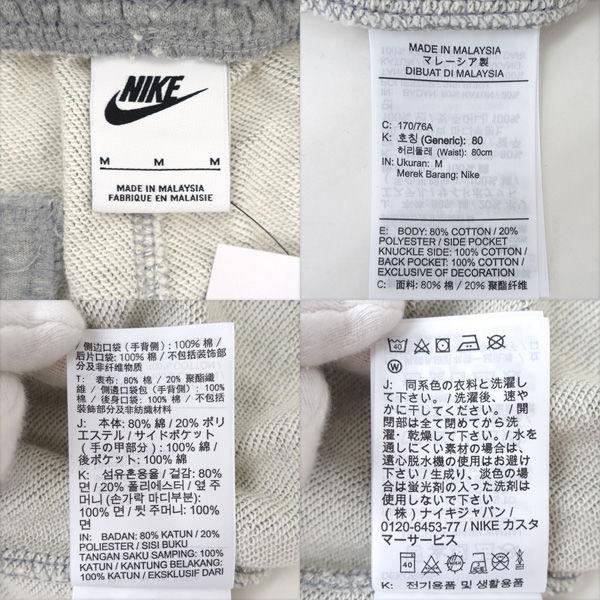 NIKE
M M M
MADE IN MALAYSIA
FABRIQUÉ EN MALAISIE
MADE IN MALAYSIA
マレーシア製
DIBUAT DI MALAYSIA
C: 170/76A
K: 호칭 (Generic): 80
허리둘레 (Waist): 80cm
IN: Ukuran: M
Merek Barang: Nike
E: BODY: 80% COTTON / 20%
POLYESTER / SIDE POCKET
KNUCKLE SIDE: 100% COTTON /
BACK POCKET: 100% COTTON /
EXCLUSIVE OF DECORATION
C: 面料: 80% 棉 / 20% 聚酯纤维
/ 侧边口袋 (手背侧) : 100% 棉 /
后片口袋: 100% 棉 / 不包括装饰部
分及非纤维物质
T: 表布: 80% 棉 / 20% 聚酯纖
維 / 側邊口袋包 (手背側): 100%
棉 / 後身口袋: 100% 棉 / 不包括
裝飾部分及非紡織材料
J: 本体: 80% 綿 / 20% ポリ
エステル / サイドポケット
(手の甲部分) : 100% 綿 /
後ポケット: 100% 綿
K: 섬유혼용율 / 겉감: 80%
면 / 20% 폴리에스터 / 옆 주
머니 (손가락 마디부분):
100% 면 / 뒷 주머니: 100%
면
IN: BADAN: 80% KATUN / 20%
POLIESTER / SISI BUKU
TANGAN SAKU SAMPING: 100%
KATUN / KANTUNG BELAKANG:
100% KATUN / EKSKLUSIF DARI
40
W
J: 同系色の衣料と洗濯し
て下さい。/ 洗濯後、速や
かに干してください。/ 開
閉部は全て閉めてから洗
濯・乾燥して下さい。/ 水を
通しにくい素材の場合は、
遠心脱水機の使用はお避け
下さい / 生成り、淡色の場
合は蛍光剤の入った洗剤は
使用しないで下さい
(株) ナイキジャパン /
0120-6453-77 / NIKE カスタ
マーサービス
40
K: 전기용품 및 생활용품